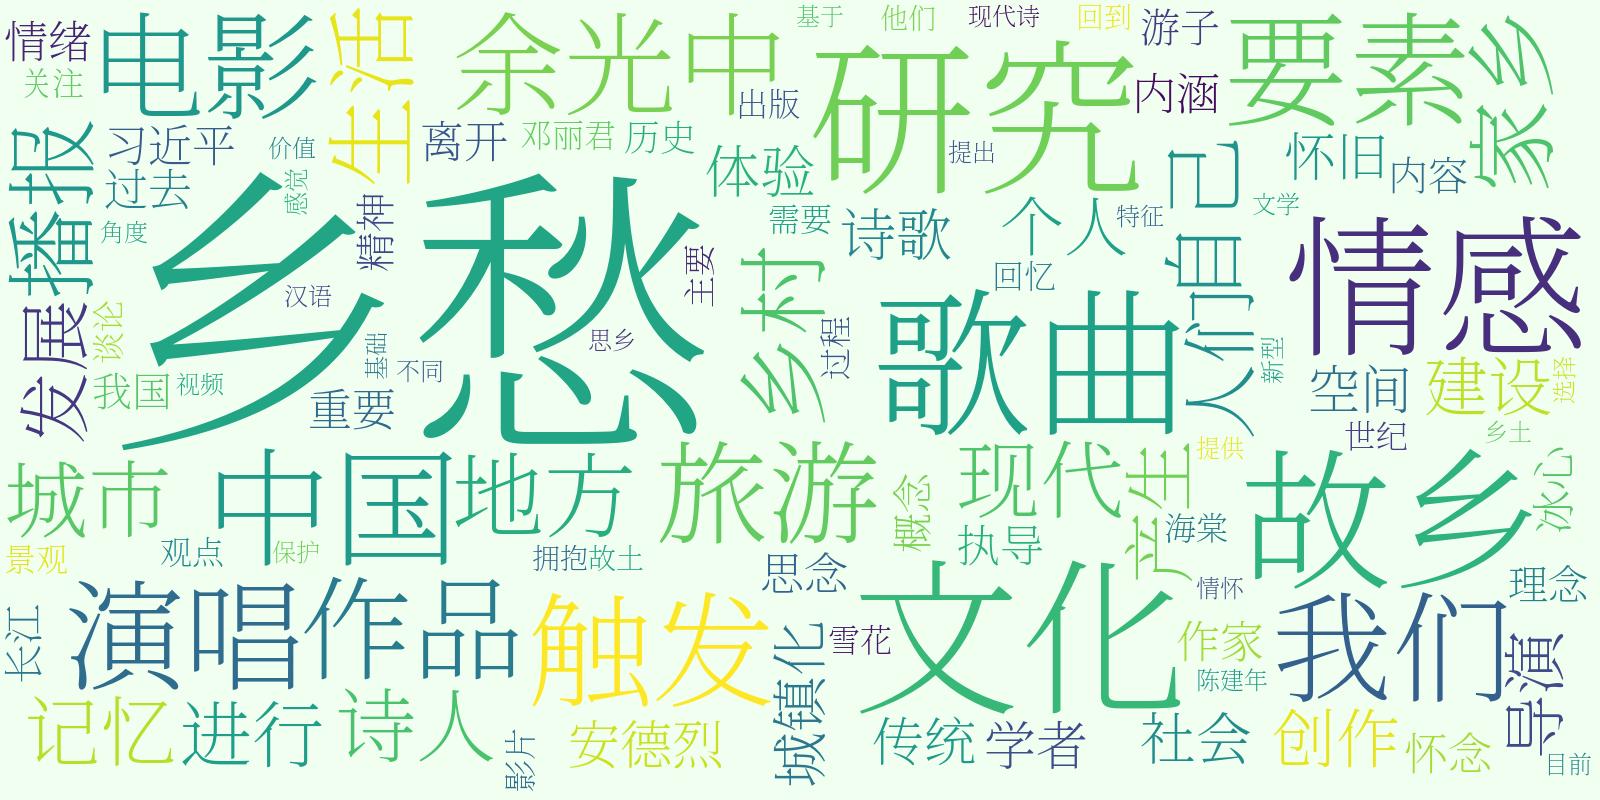 情绪
电影
生活
余光中
研究
基于
他们
现代诗
回到
游子
要素
家乡
关注
出版
内涵
播报
习近平
价值
离开
邓丽君
历史
体验
提出
自己
怀旧
内容
过去
感觉
角度
精神
乡愁
需要
诗歌
个人
特征
文学
情感
主要
乡村
回忆
汉语
发展
谈论
思乡
过程
歌曲
人们
新型
基础
不同
我国
视频
重要
空间
建设
选择
世纪
乡土
城市
中国
地方
旅游
概念
现代
产生
提供
故乡
冰心
景观
观点
保护
拥抱
故土
思念
执导
海棠
情怀
理念
长江
演唱
作品
触发
城镇化
雪花
文化
作家
陈建年
我们
导演
记忆
进行
诗人
影片
安德烈
传统
学者
社会
创作
怀念
目前